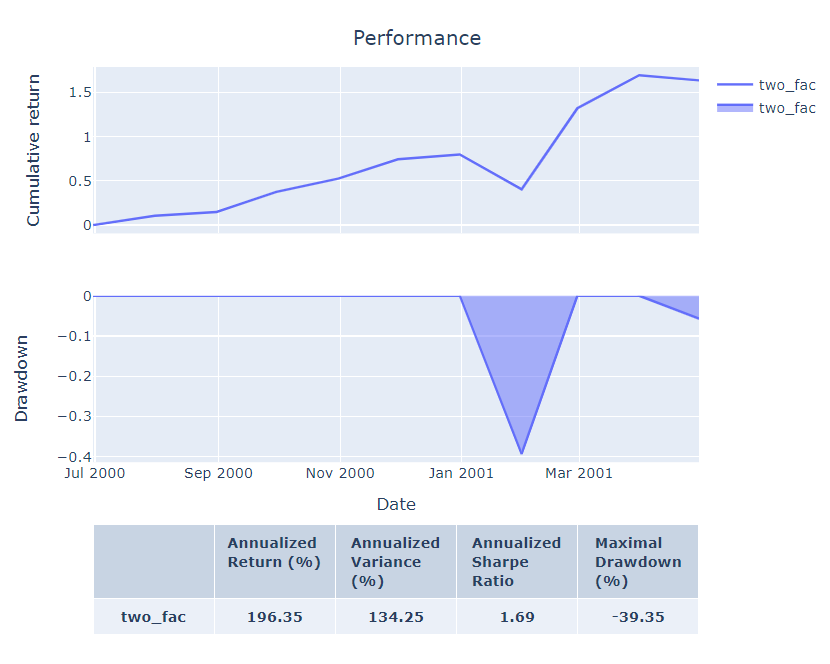 Performance
two_fac
two_fac
Cumulative return
1.5
1
0.5
0
Drawdown
0
−0.1
−0.2
−0.3
−0.4
Jul 2000 Sep 2000 Nov 2000 Jan 2001 Mar 2001
Date
Annualized Return (%) Annualized Variance (%) Annualized Sharpe Ratio Maximal Drawdown (%)
two_fac 196.35 134.25 1.69 -39.35